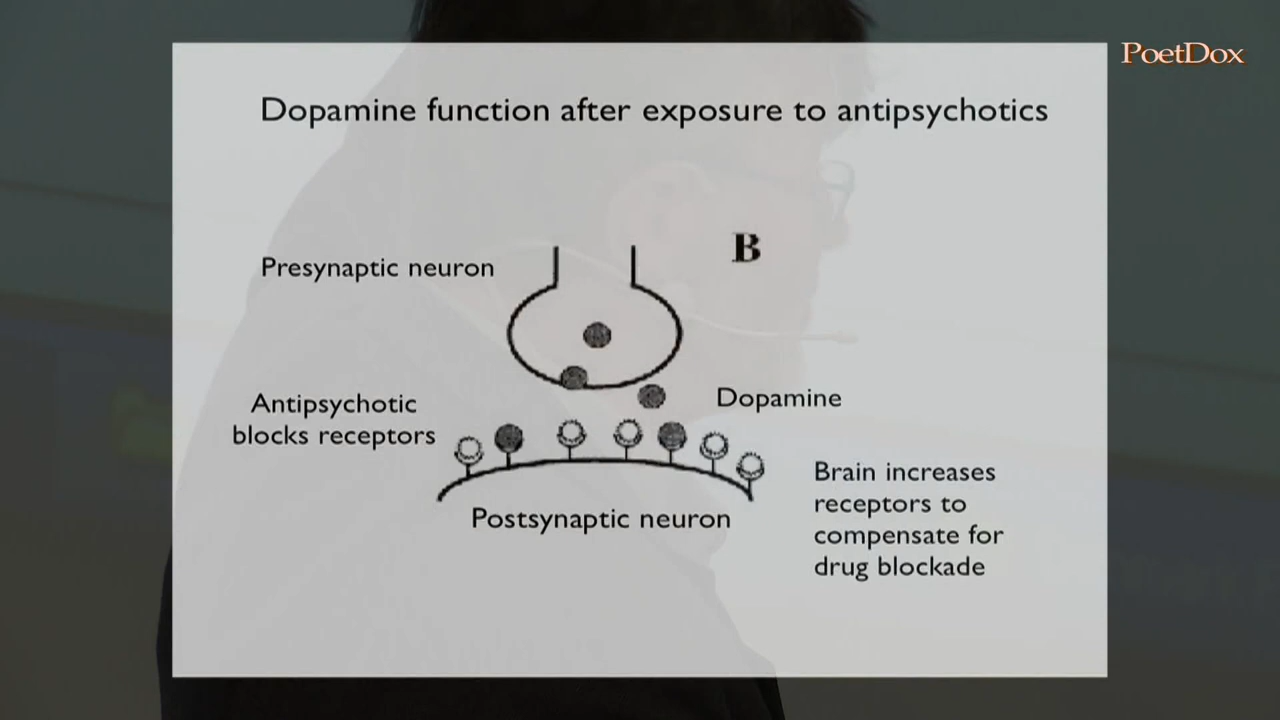 PoetDox
Dopamine function after exposure to antipsychotics
B
Presynaptic neuron
Antipsychotic
blocks receptors
Dopamine
Brain increases
receptors to
compensate for
drug blockade
Postsynaptic neuron